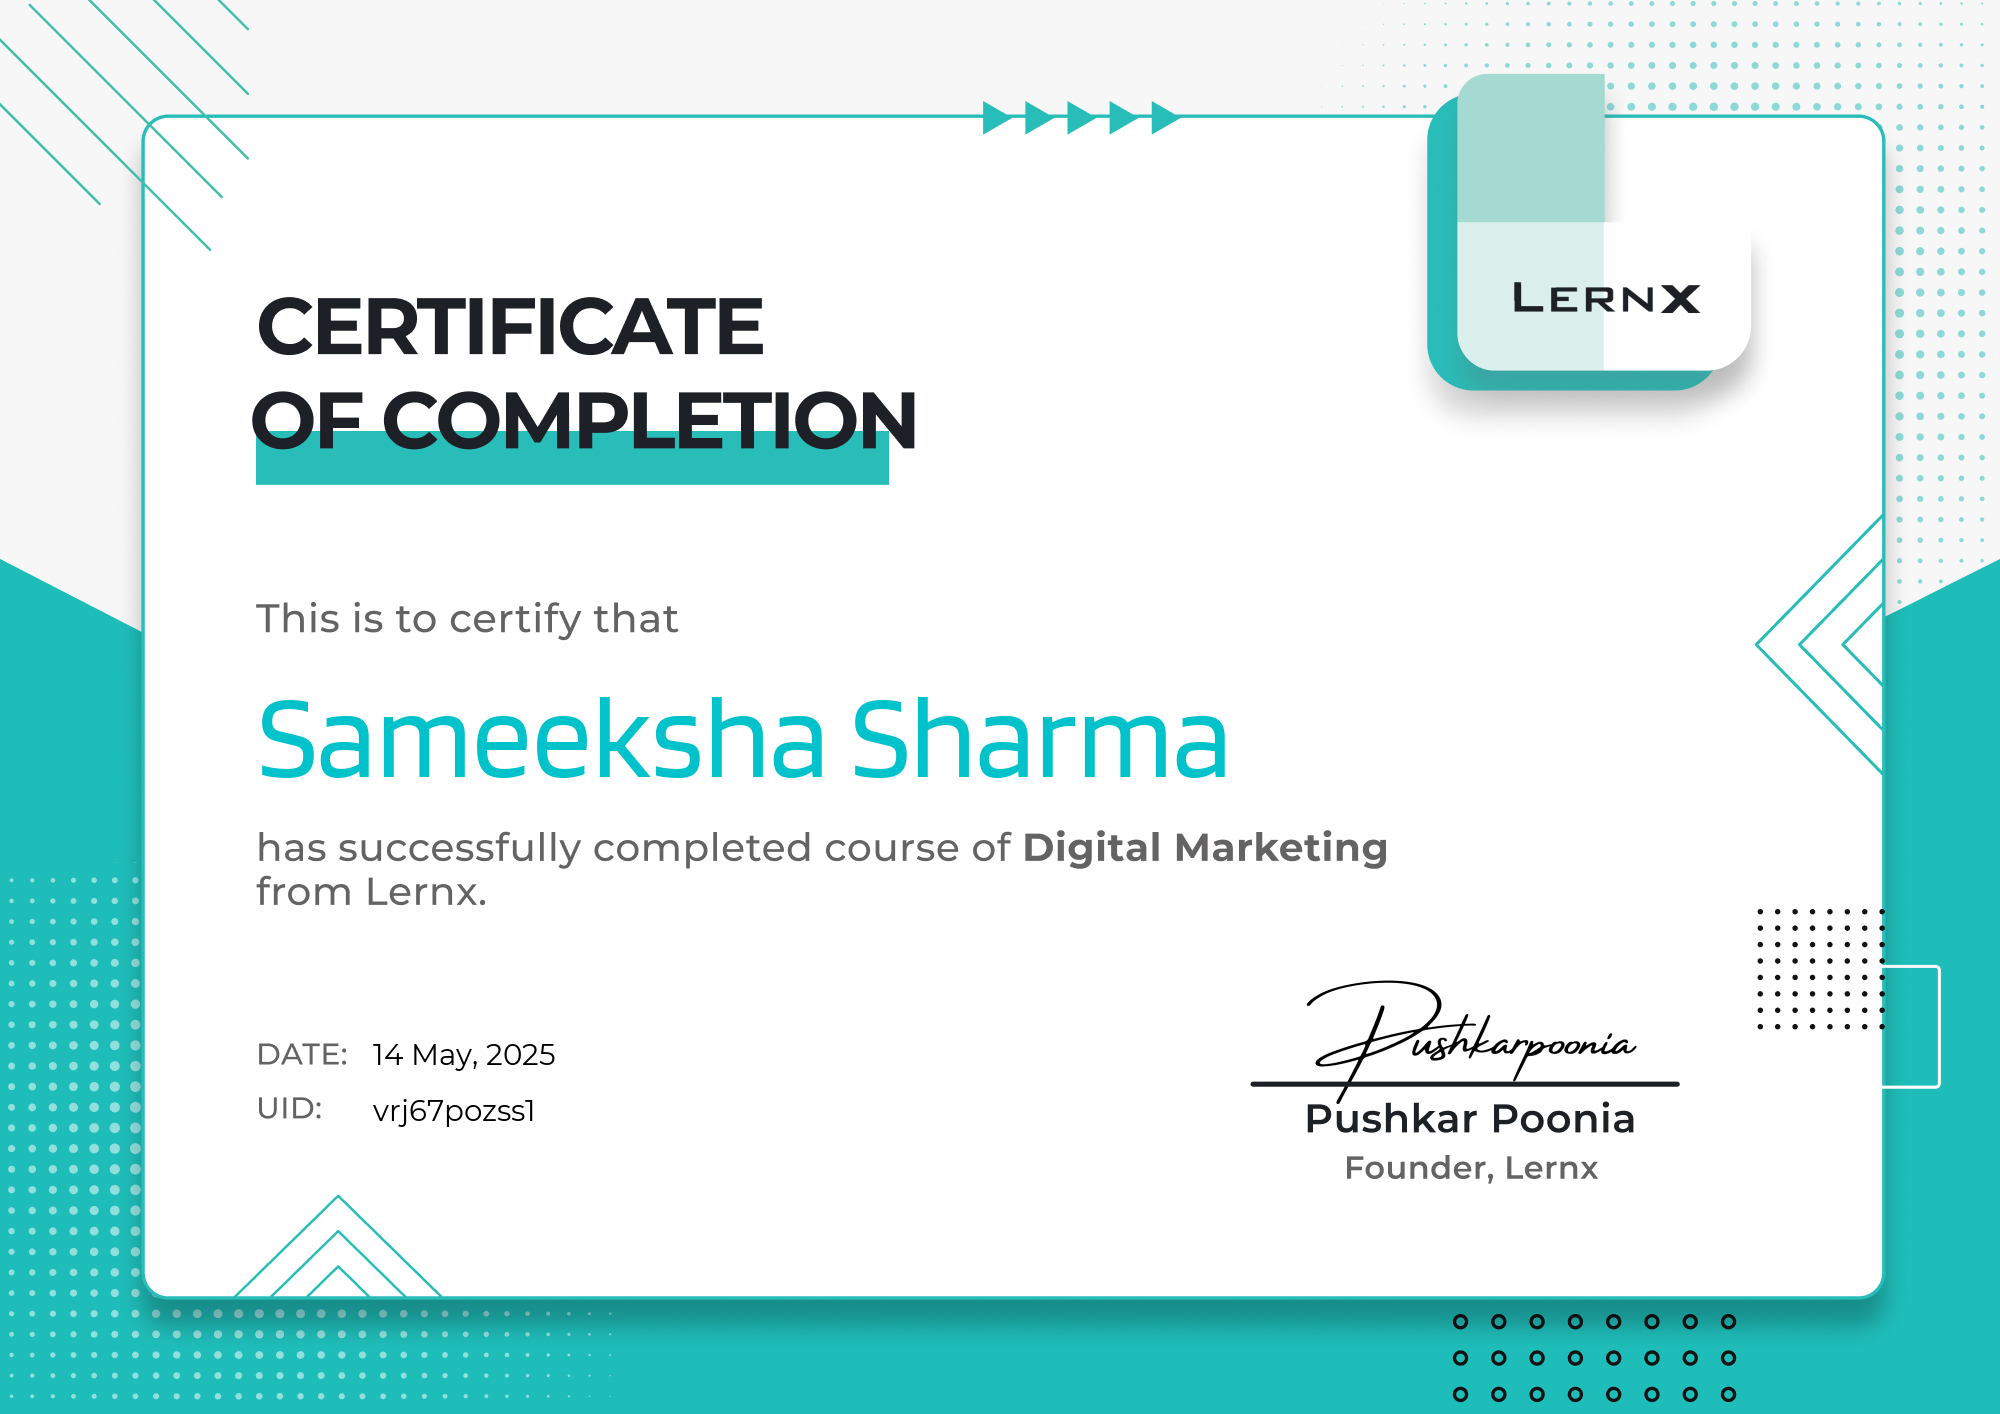 LERNX
CERTIFICATE
OF COMPLETION
This is to certify that
Sameeksha Sharma
has successfully completed course of Digital Marketing
from Lernx.
DATE: 14 May, 2025
UID: vrj67pozss1
Pushkarpoonia
Pushkar Poonia
Founder, Lernx